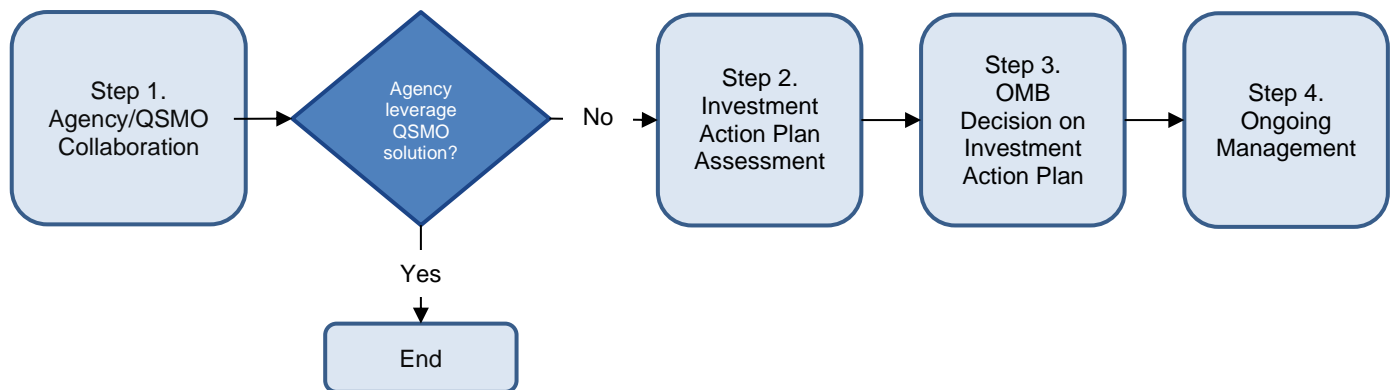 Step 1.
Agency/QSMO
Collaboration
Agency
leverage
QSMO
solution?
No
Step 2.
Investment
Action Plan
Assessment
Step 3.
OMB
Decision on
Investment
Action Plan
Step 4.
Ongoing
Management
Yes
End